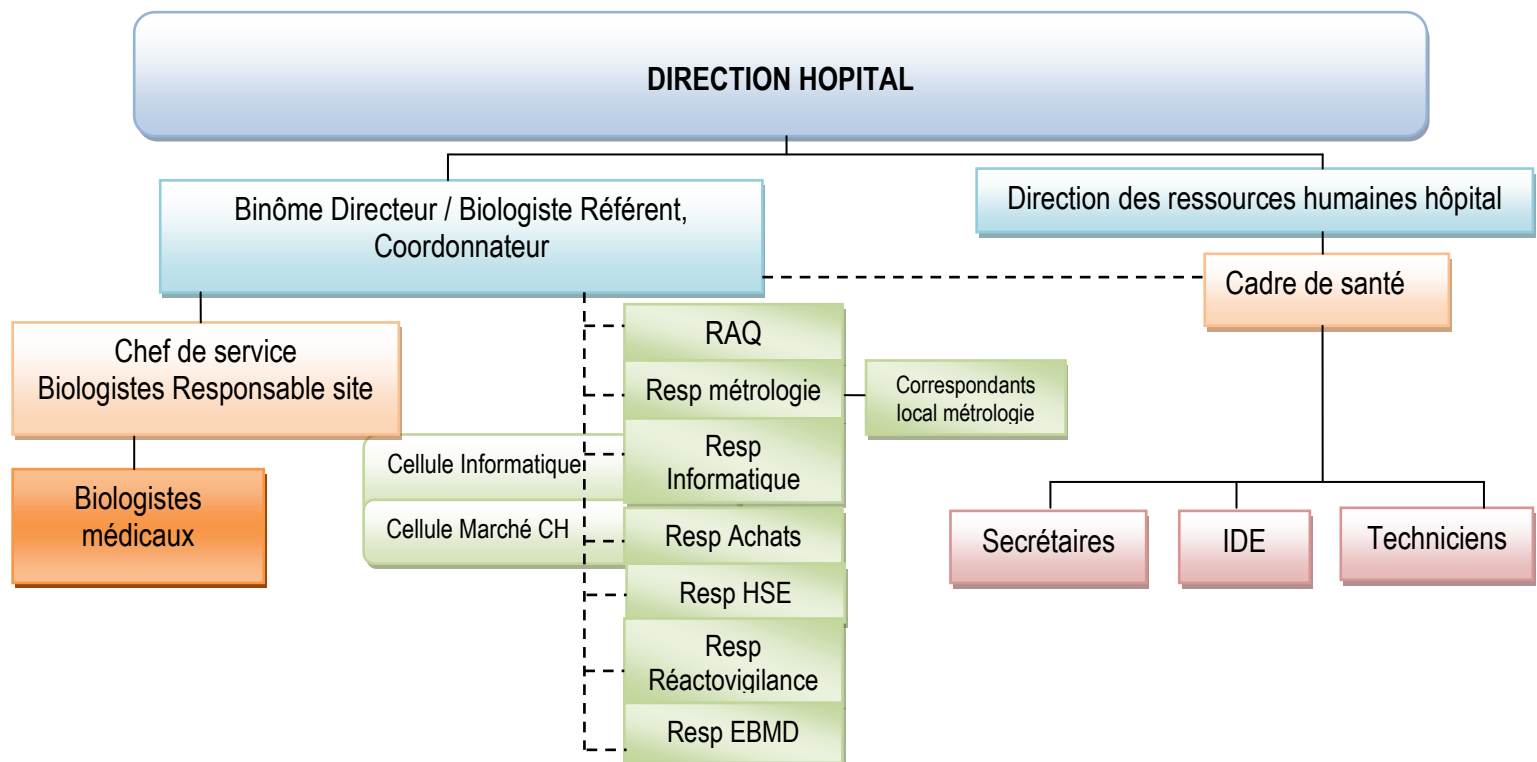 DIRECTION HOPITAL
Binôme Directeur / Biologiste Référent,
Coordonnateur
Direction des ressources humaines hôpital
Cadre de santé
Chef de service
Biologistes Responsable site
Biologistes
médicaux
RAQ
Resp métrologie
Correspondants
local métrologie
Cellule Informatique
Resp
Informatique
Cellule Marché CH
Resp Achats
Resp HSE
Resp
Réactovigilance
Resp EBMD
Secrétaires
IDE
Techniciens